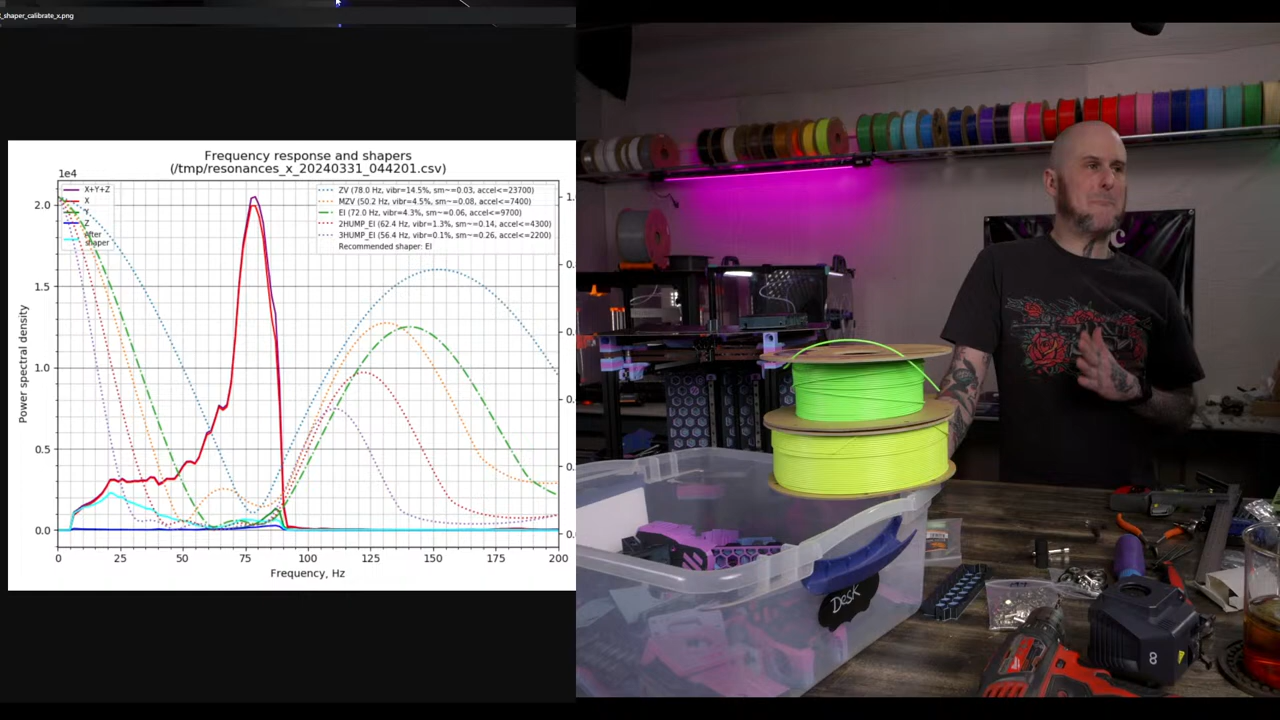 _shaper_calibrate_x.png
Frequency response and shapers
(/tmp/resonances_x_20240331_044201.csv)
1e4
X+Y+Z
X
Y
Z
After
shaper
ZV (78.0 Hz, vibr=14.5%, sm~=0.03, accel<=23700)
MZV (50.2 Hz, vibr=4.5%, sm~=0.08, accel<=7400)
EI (72.0 Hz, vibr=4.3%, sm~=0.06, accel<=9700)
2HUMP_EI (62.4 Hz, vibr=1.3%, sm~=0.14, accel<=4300)
3HUMP_EI (56.4 Hz, vibr=0.1%, sm~=0.26, accel<=2200)
Recommended shaper: EI
2.0
1.5
1.0
0.5
0.0
Power spectral density
0 25 50 75 100 125 150 175 200
Frequency, Hz
Desk